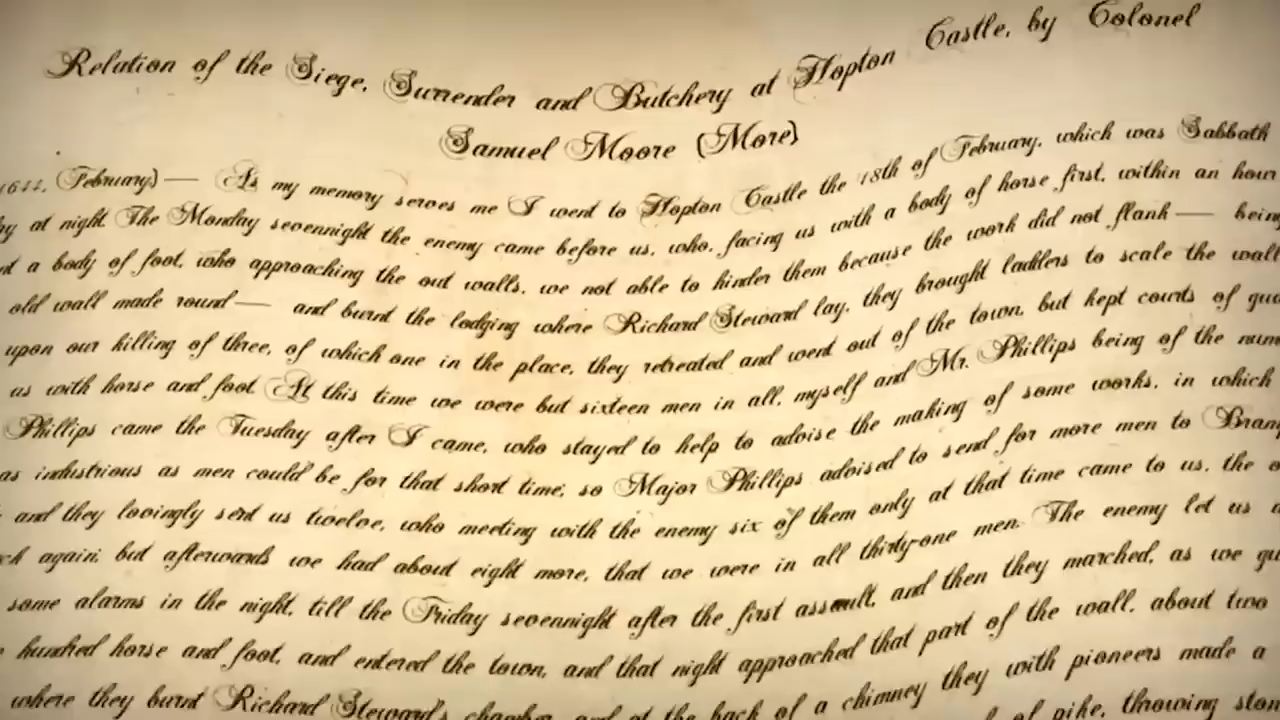 Relation of the Siege, Surrender and Butchery at Hopton Castle, by Colonel
Samuel Moore (More)
February) — As my memory serves me I went to Hopton Castle the 18th of February, which was Sabbath
at night. The Monday sevennight the enemy came before us, who, facing us with a body of horse first, within an hour
a body of foot, who approaching the out walls, we not able to hinder them because the work did not flank — being
old wall made round — and burnt the lodging where Richard Steward lay, they brought ladders to scale the wall
upon our killing of three, of which one in the place, they retreated and went out of the town, but kept courts of
as with horse and foot. At this time we were but sixteen men in all, myself and Mr. Phillips being of the
Phillips came the Tuesday after I came, who stayed to help to advise the making of some works, in which
as industrious as men could be for that short time; so Major Phillips advised to send for more men to
and they lovingly sent us twelve, who meeting with the enemy six of them only at that time came to us, the
again; but afterwards we had about eight more, that we were in all thirty-one men. The enemy let us
some alarms in the night, till the Friday sevennight after the first assault, and then they marched, as we
hundred horse and foot, and entered the town, and that night approached that part of the wall, about two
where they burnt Richard Steward's chamber, and at the back of a chimney they with pioneers made a
of pike, throwing